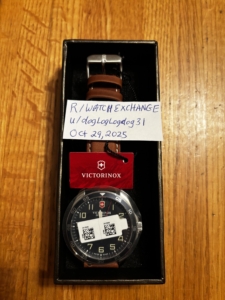 R/WATCHEXCHANGE
u/dogLogLogdog31
Oct 29, 2025
VICTORINOX